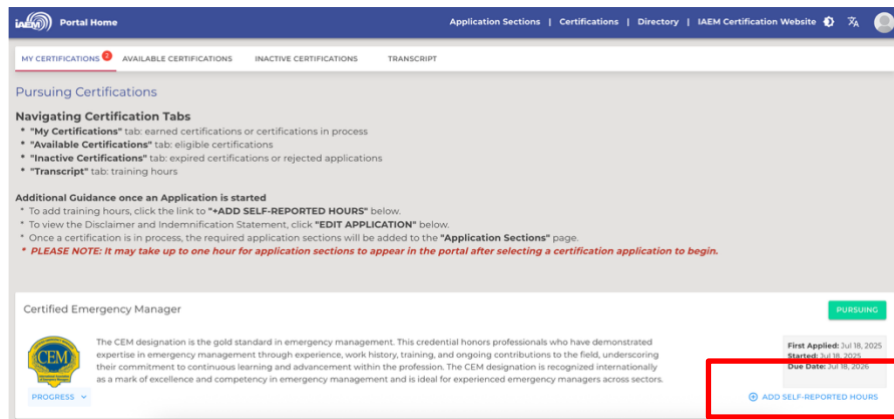 IAEM Portal Home Application Sections | Certifications | Directory | IAEM Certification Website
MY CERTIFICATIONS 2 AVAILABLE CERTIFICATIONS INACTIVE CERTIFICATIONS TRANSCRIPT
Pursuing Certifications
Navigating Certification Tabs
* "My Certifications" tab: earned certifications or certifications in process
* "Available Certifications" tab: eligible certifications
* "Inactive Certifications" tab: expired certifications or rejected applications
* "Transcript" tab: training hours
Additional Guidance once an Application is started
* To add training hours, click the link to "+ADD SELF-REPORTED HOURS" below.
* To view the Disclaimer and Indemnification Statement, click "EDIT APPLICATION" below.
* Once a certification is in process, the required application sections will be added to the "Application Sections" page.
* PLEASE NOTE: It may take up to one hour for application sections to appear in the portal after selecting a certification application to begin.
Certified Emergency Manager PURSUING
CEM
The CEM designation is the gold standard in emergency management. This credential honors professionals who have demonstrated
expertise in emergency management through experience, work history, training, and ongoing contributions to the field, underscoring
their commitment to continuous learning and advancement within the profession. The CEM designation is recognized internationally
as a mark of excellence and competency in emergency management and is ideal for experienced emergency managers across sectors.
First Applied: Jul 18, 2025
Started: Jul 18, 2025
Due Date: Jul 18, 2026
PROGRESS ADD SELF-REPORTED HOURS